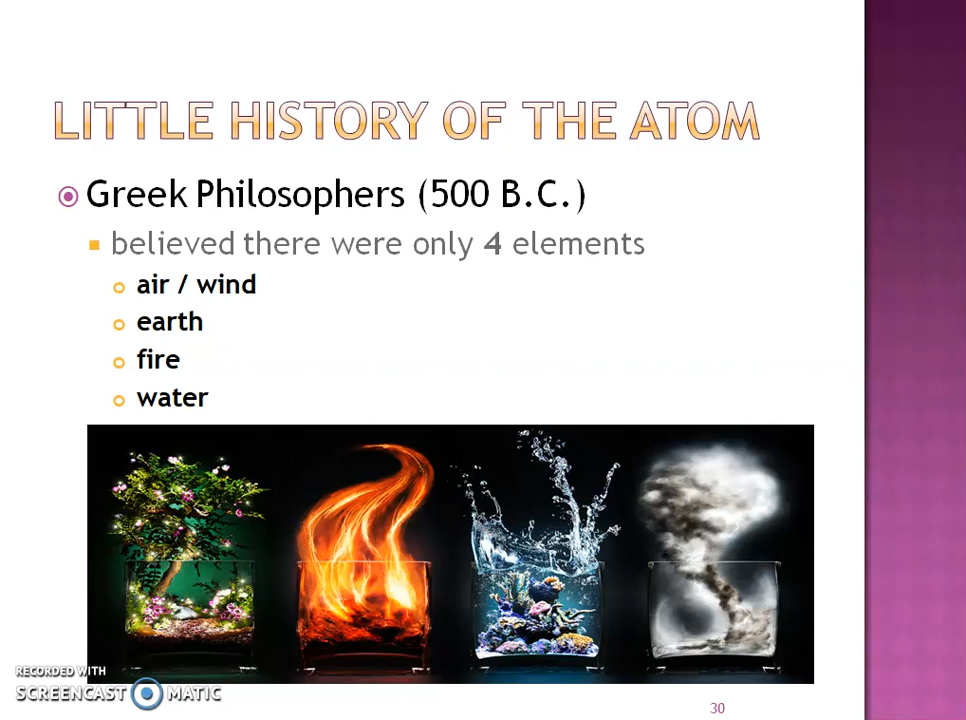 LITTLE HISTORY OF THE ATOM
Greek Philosophers (500 B.C.)
believed there were only 4 elements
air / wind
earth
fire
water
RECORDED WITH
SCREENCAST MATIC
30